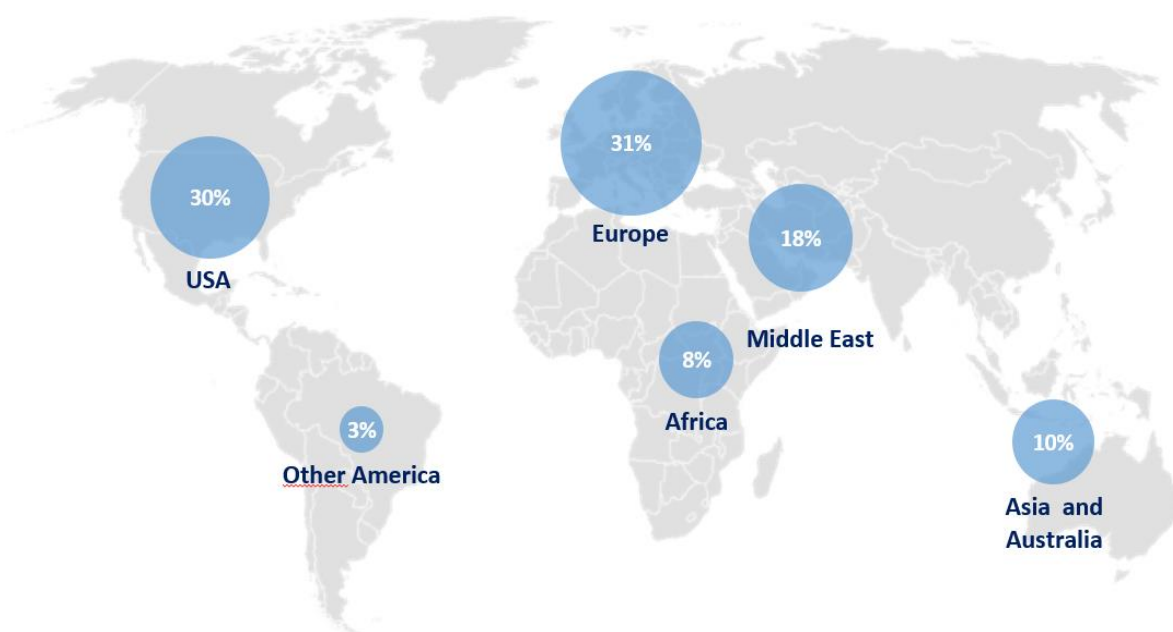 31%
Europe
30%
USA
18%
Middle East
8%
Africa
3%
Other America
10%
Asia and
Australia